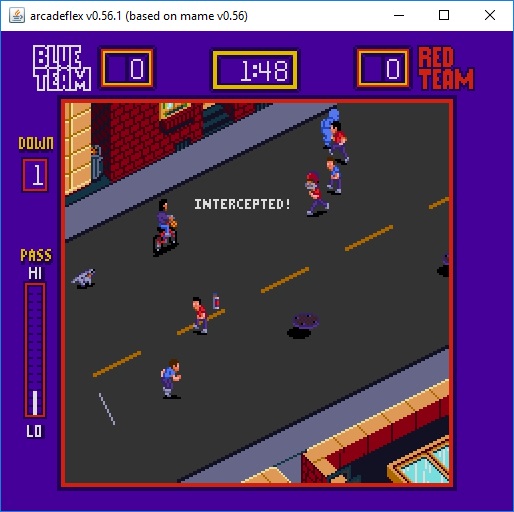 arcadeflex v0.56.1 (based on mame v0.56)
BLUE TEAM 0 1:48 0 RED TEAM
DOWN
1
INTERCEPTED!
PASS
HI
LO